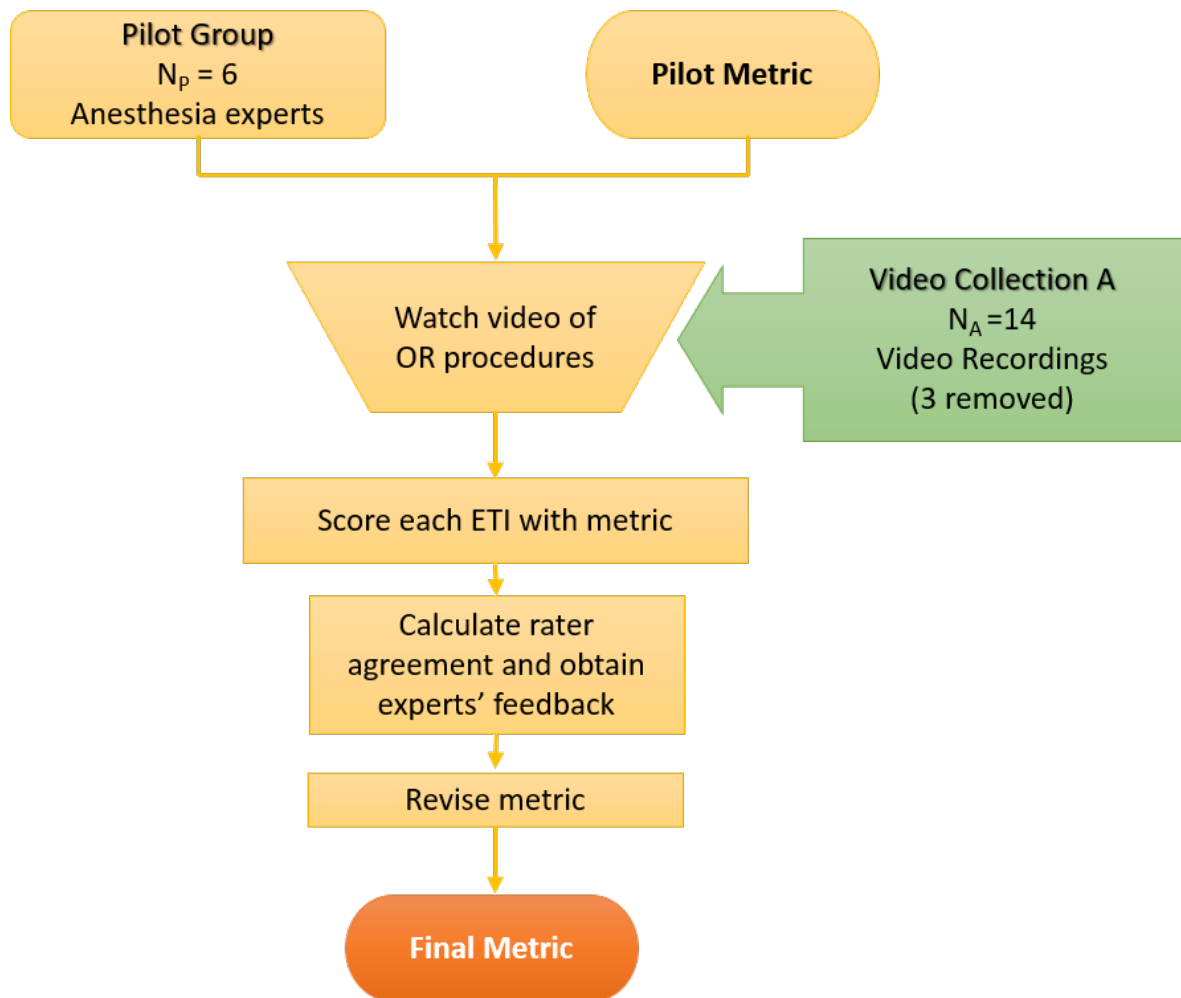 Pilot Group
Nₚ = 6
Anesthesia experts
Pilot Metric
Watch video of
OR procedures
Video Collection A
N_A =14
Video Recordings
(3 removed)
Score each ETI with metric
Calculate rater
agreement and obtain
experts’ feedback
Revise metric
Final Metric